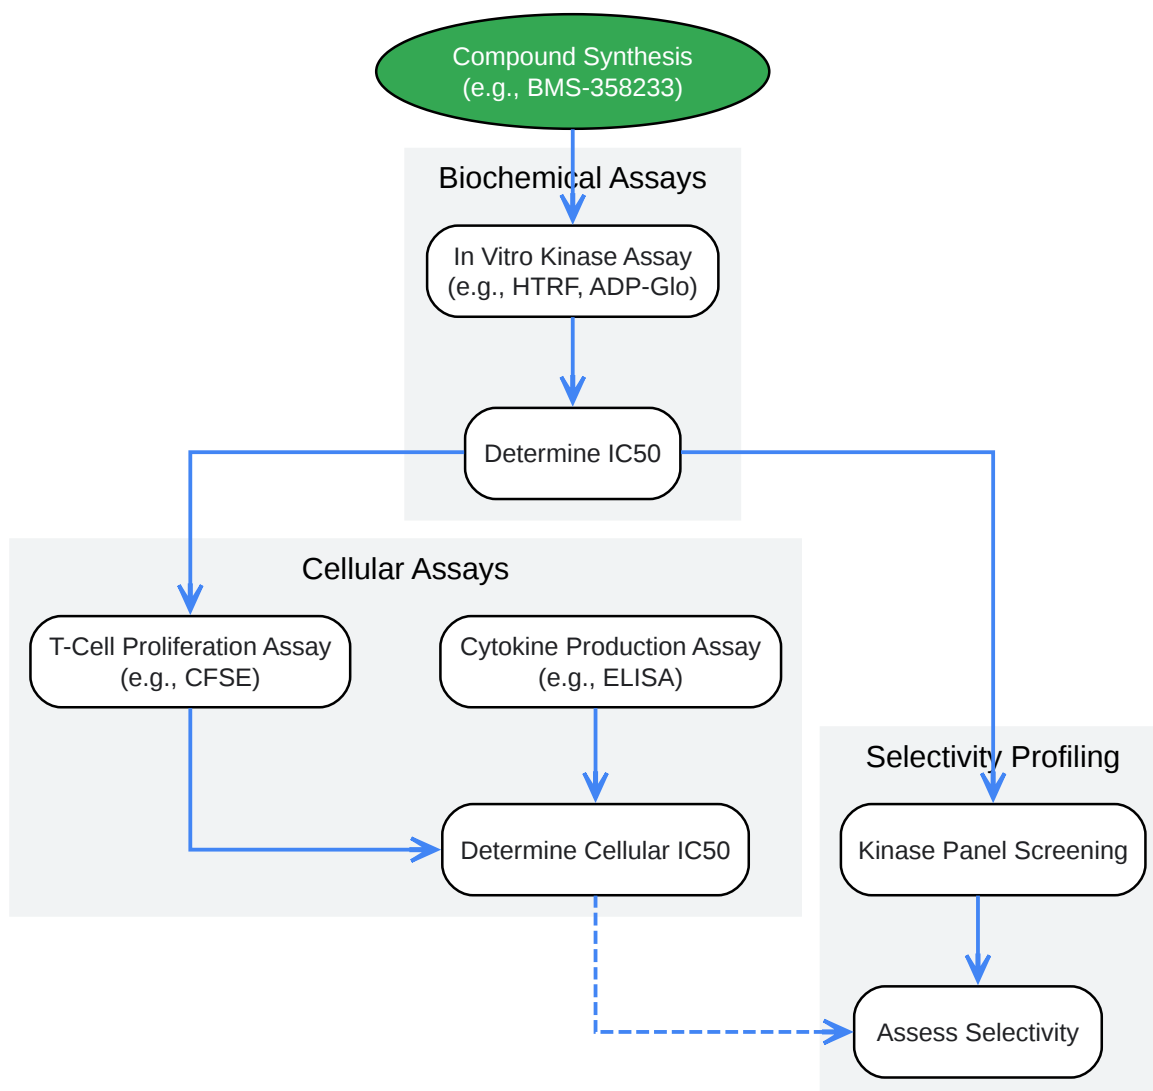 Compound Synthesis
(e.g., BMS-358233)
Biochemical Assays
In Vitro Kinase Assay
(e.g., HTRF, ADP-Glo)
Determine IC50
Cellular Assays
T-Cell Proliferation Assay
(e.g., CFSE)
Cytokine Production Assay
(e.g., ELISA)
Selectivity Profiling
Determine Cellular IC50
Kinase Panel Screening
Assess Selectivity